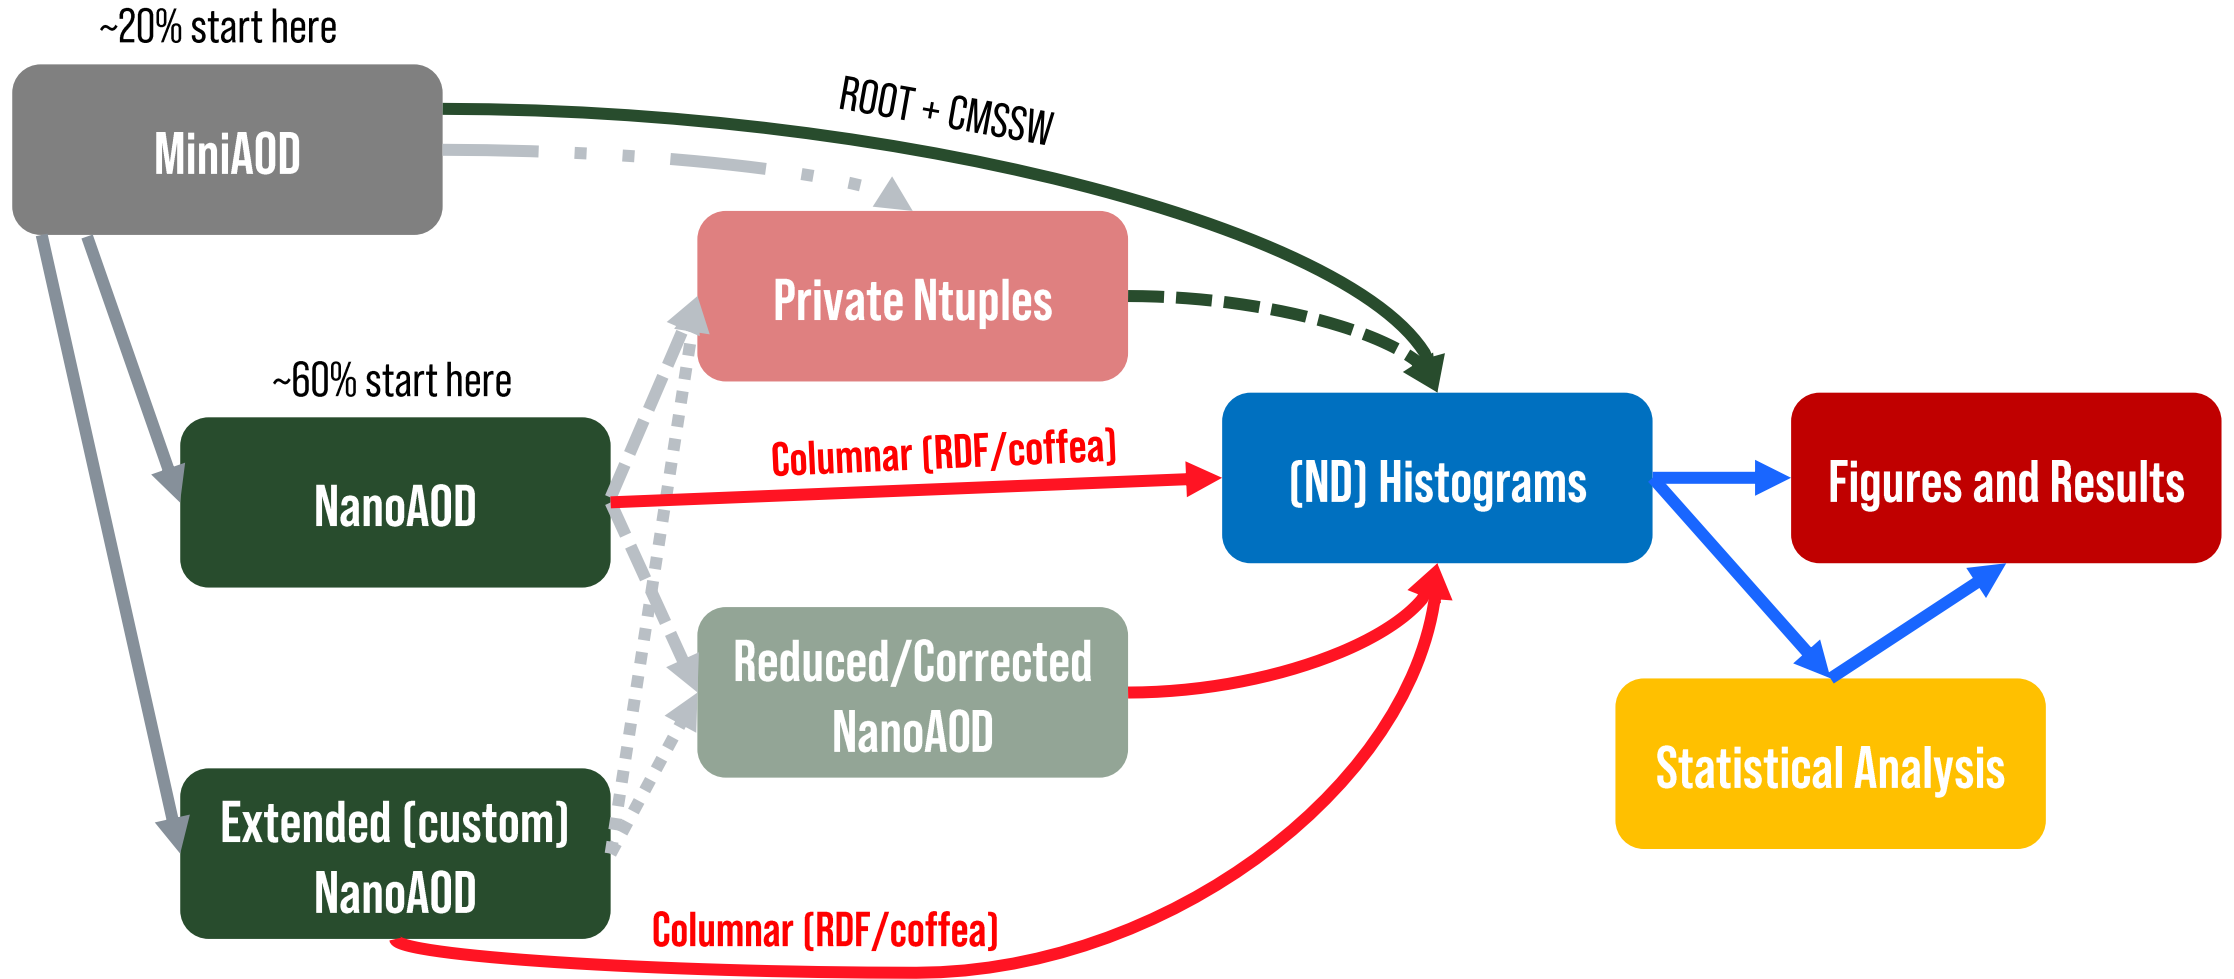 ~20% start here
MiniAOD
ROOT + CMSSW
Private Ntuples
~60% start here
NanoAOD
Columnar (RDF/coffea)
(ND) Histograms
Figures and Results
Reduced/Corrected
NanoAOD
Statistical Analysis
Extended (custom)
NanoAOD
Columnar (RDF/coffea)